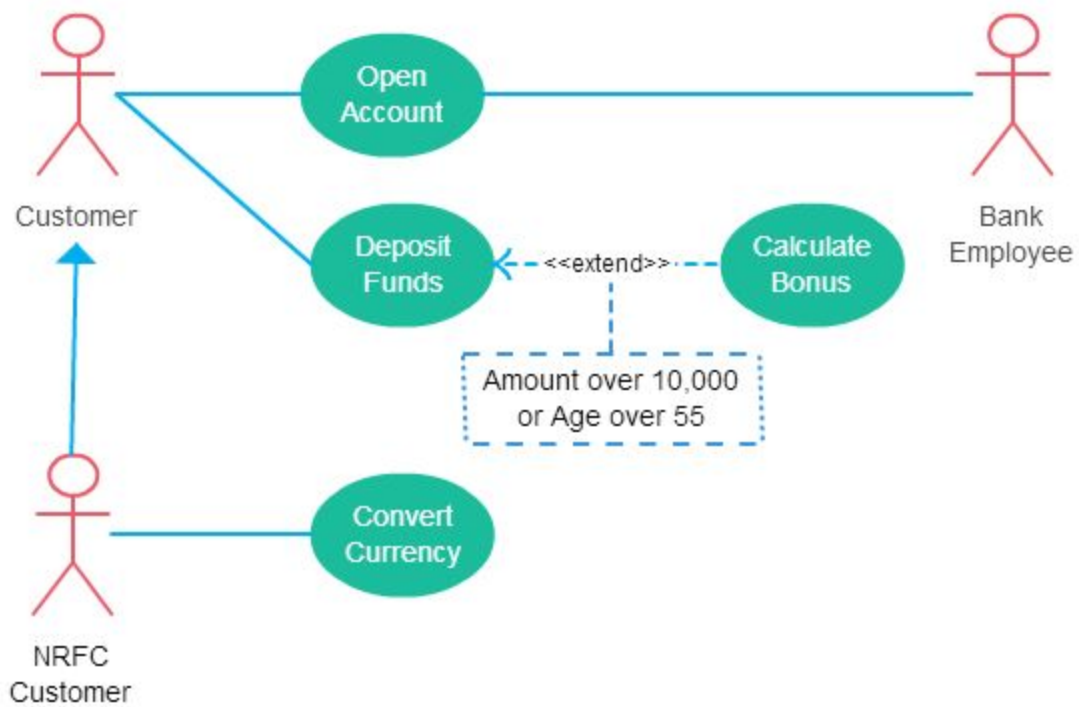 Open
Account
Customer
Bank
Employee
Deposit
Funds
<<extend>>
Calculate
Bonus
Amount over 10,000
or Age over 55
Convert
Currency
NRFC
Customer